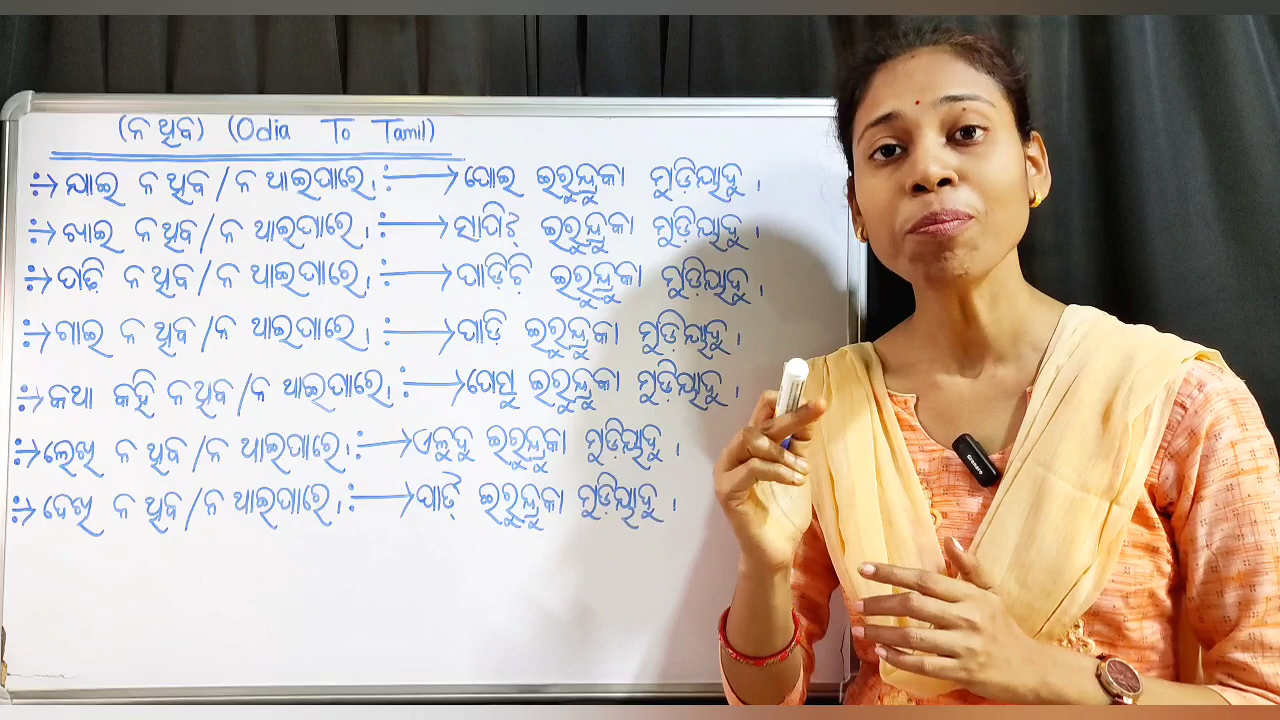 (ନ ଥିବ) (Odia To Tamil)
ଯାଇ ନ ଥିବ / ନ ଥାଇପାରେ। → ପୋଇ ଇରୁନ୍ଦୁକା ମୁଡିୟାଦୁ।
ଖାଇ ନ ଥିବ / ନ ଥାଇପାରେ। → ସାପିଟ୍ ଇରୁନ୍ଦୁକା ମୁଡ଼ିୟାଦୁ।
ପଢ଼ି ନ ଥିବ / ନ ଥାଇପାରେ। → ପାଡ଼ିଚି ଇରୁନ୍ଦୁକା ମୁଡ଼ିୟାଦୁ।
ଗାଇ ନ ଥିବ / ନ ଥାଇପାରେ। → ପାଡ଼ି ଇରୁନ୍ଦୁକା ମୁଡ଼ିୟାଦୁ।
କଥା କହି ନ ଥିବ / ନ ଥାଇପାରେ। → ପେସୁ ଇରୁନ୍ଦୁକା ମୁଡ଼ିୟାଦୁ।
ଲେଖି ନ ଥିବ / ନ ଥାଇପାରେ। → ଏଳୁଦୁ ଇରୁନ୍ଦୁକା ମୁଡିୟାଦୁ।
ଦେଖି ନ ଥିବ / ନ ଥାଇପାରେ। → ଇରୁନ୍ଦୁକା ମୁଡ଼ିୟାଦୁ।